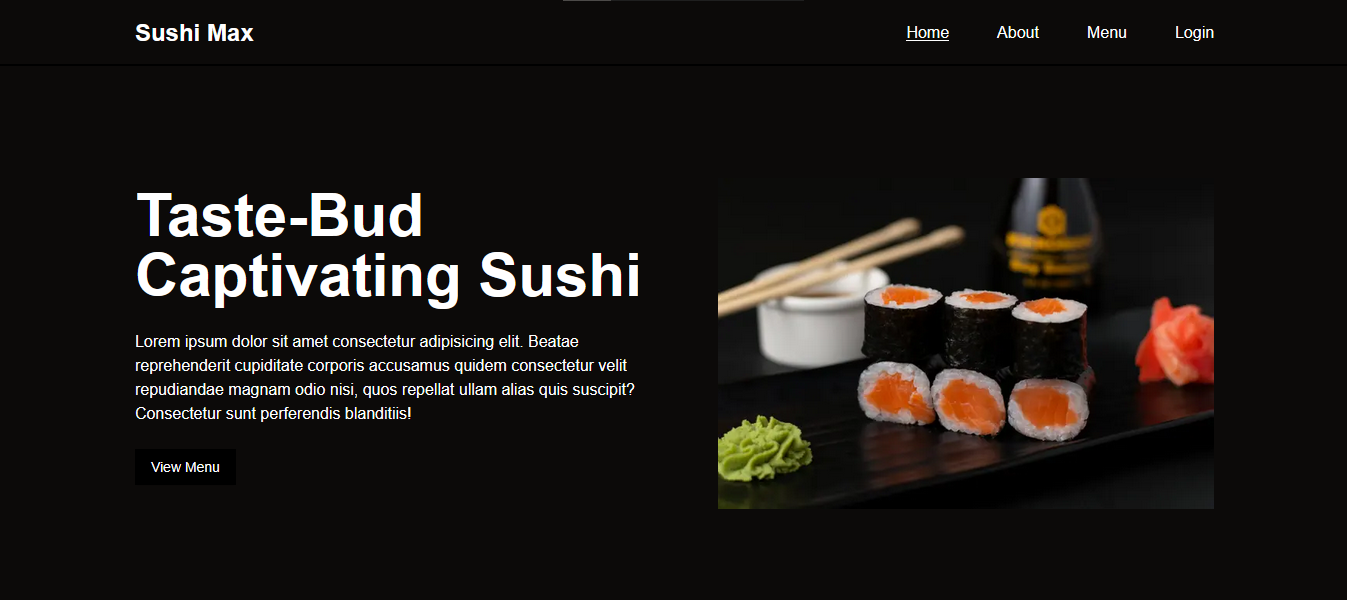 Sushi Max
Home About Menu Login
Taste-Bud
Captivating Sushi
Lorem ipsum dolor sit amet consectetur adipisicing elit. Beatae
reprehenderit cupiditate corporis accusamus quidem consectetur velit
repudiandae magnam odio nisi, quos repellat ullam alias quis suscipit?
Consectetur sunt perferendis blanditiis!
View Menu